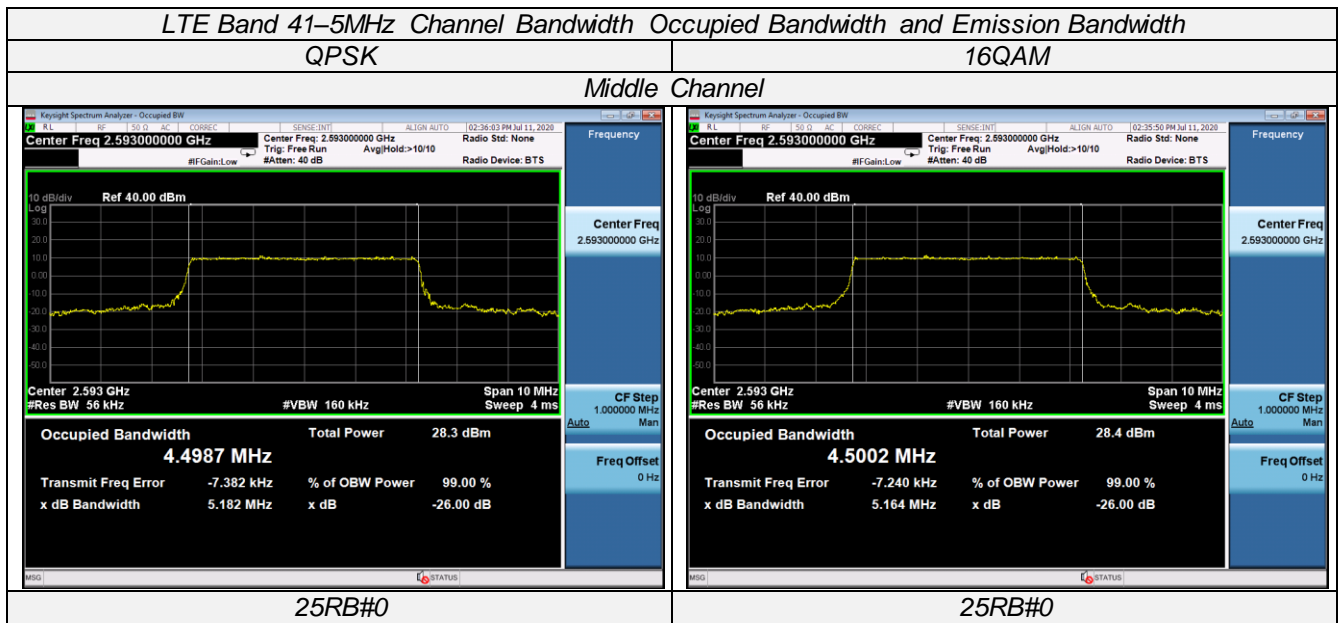 LTE Band 41–5MHz Channel Bandwidth Occupied Bandwidth and Emission Bandwidth
QPSK
16QAM
Middle Channel
Keysight Spectrum Analyzer - Occupied BW
RL RF 50 Ω AC CORREC SENSE:INT ALIGN AUTO 02:36:03 PM Jul 11, 2020
Center Freq 2.593000000 GHz
Center Freq: 2.593000000 GHz
Radio Std: None
Trig: Free Run Avg|Hold:>10/10
#IFGain:Low #Atten: 40 dB
Radio Device: BTS
Frequency
10 dB/div Ref 40.00 dBm
Log
30.0
20.0
10.0
0.00
-10.0
-20.0
-30.0
-40.0
-50.0
Center Freq
2.593000000 GHz
Center 2.593 GHz Span 10 MHz
#Res BW 56 kHz #VBW 160 kHz Sweep 4 ms
CF Step
1.000000 MHz
Auto Man
Occupied Bandwidth Total Power 28.3 dBm
4.4987 MHz
Transmit Freq Error -7.382 kHz % of OBW Power 99.00 %
x dB Bandwidth 5.182 MHz x dB -26.00 dB
Freq Offset
0 Hz
MSG STATUS
Keysight Spectrum Analyzer - Occupied BW
RL RF 50 Ω AC CORREC SENSE:INT ALIGN AUTO 02:35:50 PM Jul 11, 2020
Center Freq 2.593000000 GHz
Center Freq: 2.593000000 GHz
Radio Std: None
Trig: Free Run Avg|Hold:>10/10
#IFGain:Low #Atten: 40 dB
Radio Device: BTS
Frequency
10 dB/div Ref 40.00 dBm
Log
30.0
20.0
10.0
0.00
-10.0
-20.0
-30.0
-40.0
-50.0
Center Freq
2.593000000 GHz
Center 2.593 GHz Span 10 MHz
#Res BW 56 kHz #VBW 160 kHz Sweep 4 ms
CF Step
1.000000 MHz
Auto Man
Occupied Bandwidth Total Power 28.4 dBm
4.5002 MHz
Transmit Freq Error -7.240 kHz % of OBW Power 99.00 %
x dB Bandwidth 5.164 MHz x dB -26.00 dB
Freq Offset
0 Hz
MSG STATUS
25RB#0
25RB#0